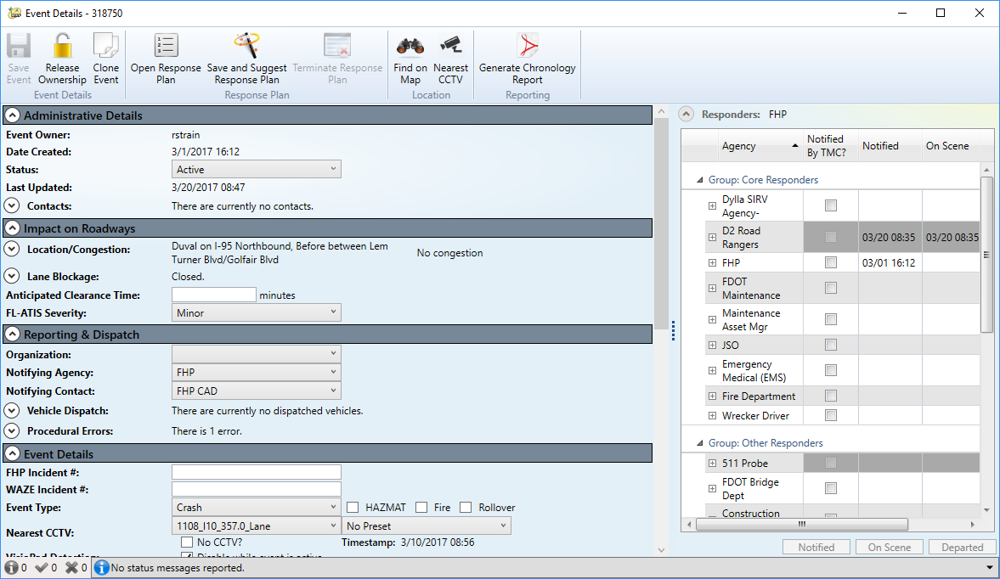 Event Details - 318750
Save Event
Release Ownership
Clone Event
Event Details
Open Response Plan
Save and Suggest Response Plan
Terminate Response Plan
Response Plan
Find on Map
Nearest CCTV
Location
Generate Chronology Report
Reporting
Administrative Details
Event Owner: rstrain
Date Created: 3/1/2017 16:12
Status: Active
Last Updated: 3/20/2017 08:47
Contacts: There are currently no contacts.
Impact on Roadways
Location/Congestion: Duval on I-95 Northbound, Before between Lem
Turner Blvd/Golfair Blvd
No congestion
Lane Blockage: Closed.
Anticipated Clearance Time: minutes
FL-ATIS Severity: Minor
Reporting & Dispatch
Organization:
Notifying Agency: FHP
Notifying Contact: FHP CAD
Vehicle Dispatch: There are currently no dispatched vehicles.
Procedural Errors: There is 1 error.
Event Details
FHP Incident #:
WAZE Incident #:
Event Type: Crash HAZMAT Fire Rollover
Nearest CCTV: 1108_I10_357.0_Lane No Preset
No CCTV? Timestamp: 3/10/2017 08:56
VisioPad Detection: Disable while event is active
Responders: FHP
Agency
Notified By TMC?
Notified
On Scene
Group: Core Responders
Dylla SIRV
Agency-
D2 Road
Rangers
03/20 08:35 03/20 08:35
FHP 03/01 16:12
FDOT
Maintenance
Maintenance
Asset Mgr
JSO
Emergency
Medical (EMS)
Fire Department
Wrecker Driver
Group: Other Responders
511 Probe
FDOT Bridge
Dept
Construction
Notified On Scene Departed
0 0 0 No status messages reported.